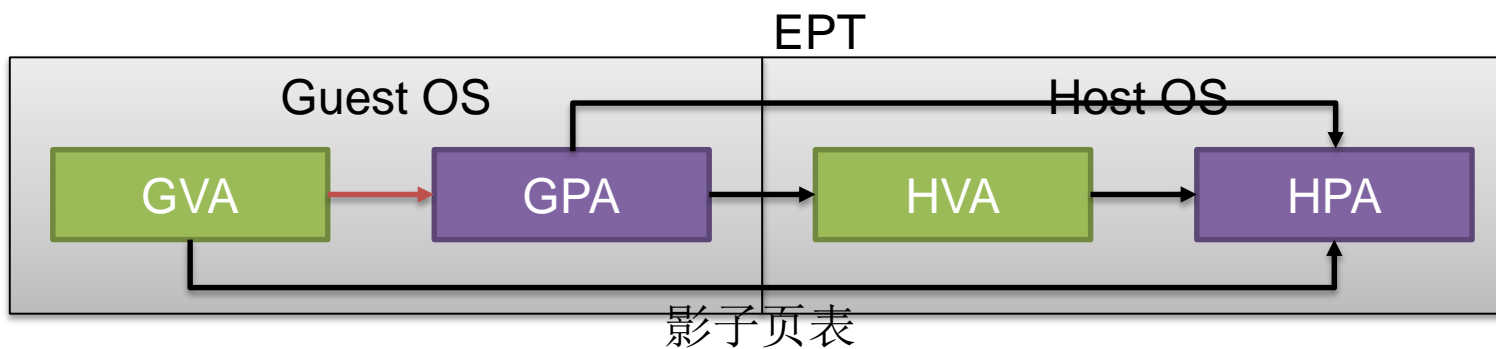 EPT
Guest OS
Host OS
GVA
GPA
HVA
HPA
影子页表